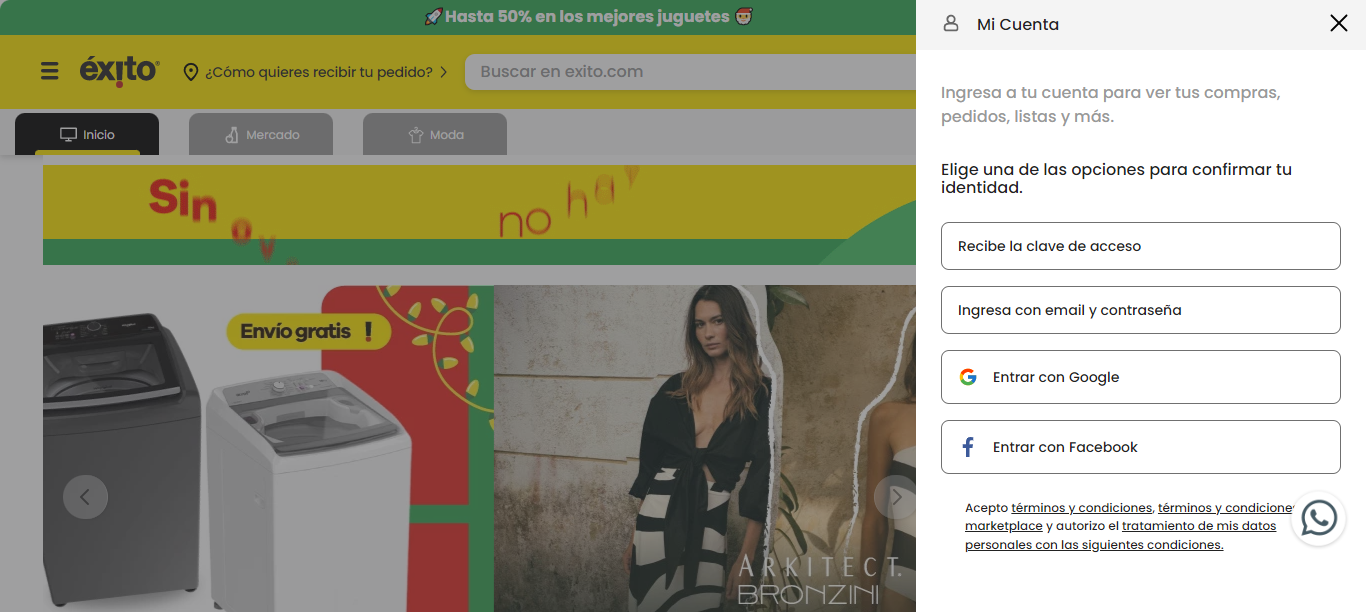 🚀 Hasta 50% en los mejores juguetes 🎅
éxito
¿Cómo quieres recibir tu pedido?
Buscar en exito.com
Inicio
Mercado
Moda
Sin
no hay
Envío gratis !
ARKITECT.
BRONZINI
Mi Cuenta
Ingresa a tu cuenta para ver tus compras,
pedidos, listas y más.
Elige una de las opciones para confirmar tu
identidad.
Recibe la clave de acceso
Ingresa con email y contraseña
Entrar con Google
Entrar con Facebook
Acepto términos y condiciones, términos y condiciones
marketplace y autorizo el tratamiento de mis datos
personales con las siguientes condiciones.